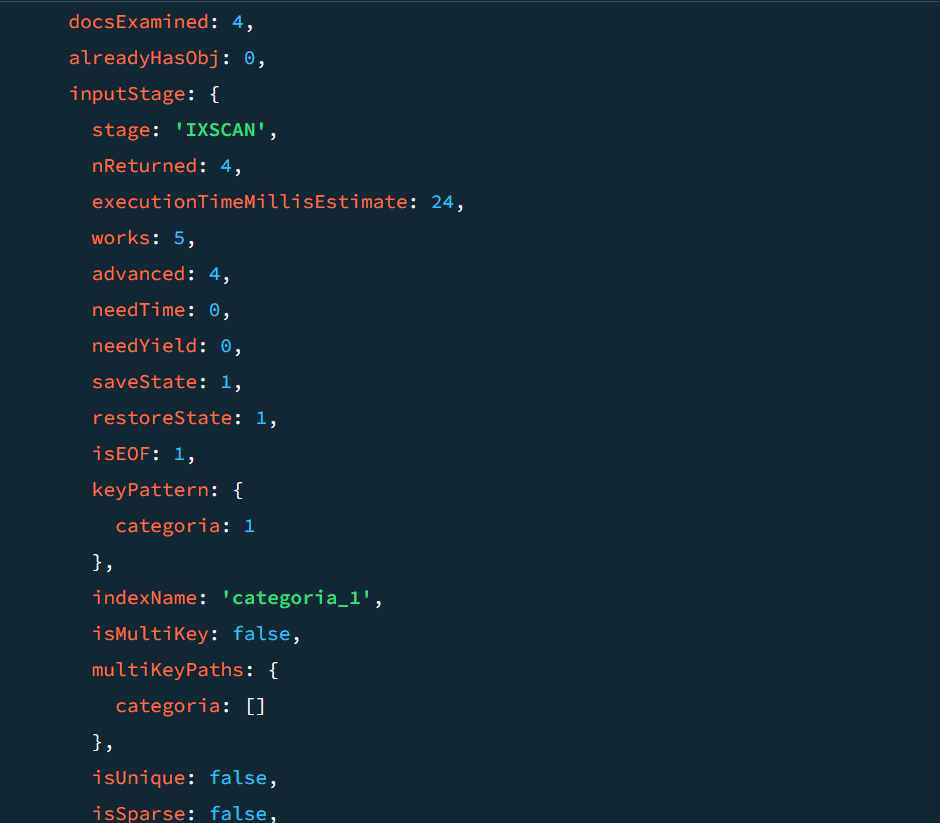 docsExamined: 4,
alreadyHasObj: 0,
inputStage: {
stage: 'IXSCAN',
nReturned: 4,
executionTimeMillisEstimate: 24,
works: 5,
advanced: 4,
needTime: 0,
needYield: 0,
saveState: 1,
restoreState: 1,
isEOF: 1,
keyPattern: {
categoria: 1
},
indexName: 'categoria_1',
isMultiKey: false,
multiKeyPaths: {
categoria: []
},
isUnique: false,
isSparse: false,